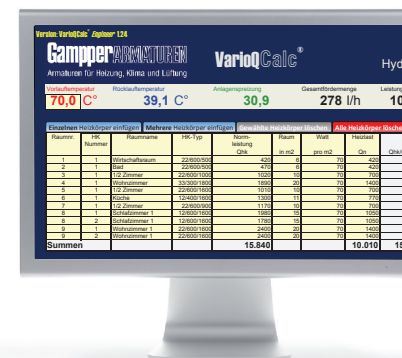 Version: VarioQCalc® Engineer 1.24
Gampper ARMATUREN
Armaturen für Heizung, Klima und Lüftung
VarioQCalc®
Hyd
Vorlauftemperatur Rücklauftemperatur Anlagenspreizung Gesamtfördermenge Leistung
70,0 C° 39,1 C° 30,9 278 l/h 10
Einzelnen Heizkörper einfügen Mehrere Heizkörper einfügen Gewählte Heizkörper löschen Alle Heizkörper lösche
Raumnr. HK Raumname HK-Typ Norm- Raum Watt Heizlast
Nummer leistung
Qhk in m2 pro m2 Qn Qhk/
1 1 Wirtschaftsraum 22/600/500 420 6 70 420
2 1 Bad 22/600/500 470 6 70 420
3 1 1/2 Zimmer 22/600/1000 1020 10 70 700
4 1 Wohnzimmer 33/300/1600 1890 20 70 1400
5 1 1/2 Zimmer 22/600/1600 1010 10 70 700
6 1 Küche 12/400/1600 1300 11 70 770
7 1 1/2 Zimmer 22/600/900 1170 10 70 700
8 1 Schlafzimmer 1 12/600/1600 1980 15 70 1050
8 2 Schlafzimmer 1 12/600/1600 1780 15 70 1050
9 1 Wohnzimmer 1 22/600/1600 2400 20 70 1400
9 2 Wohnzimmer 1 22/600/1600 2400 20 70 1400
Summen 15.840 10.010 15